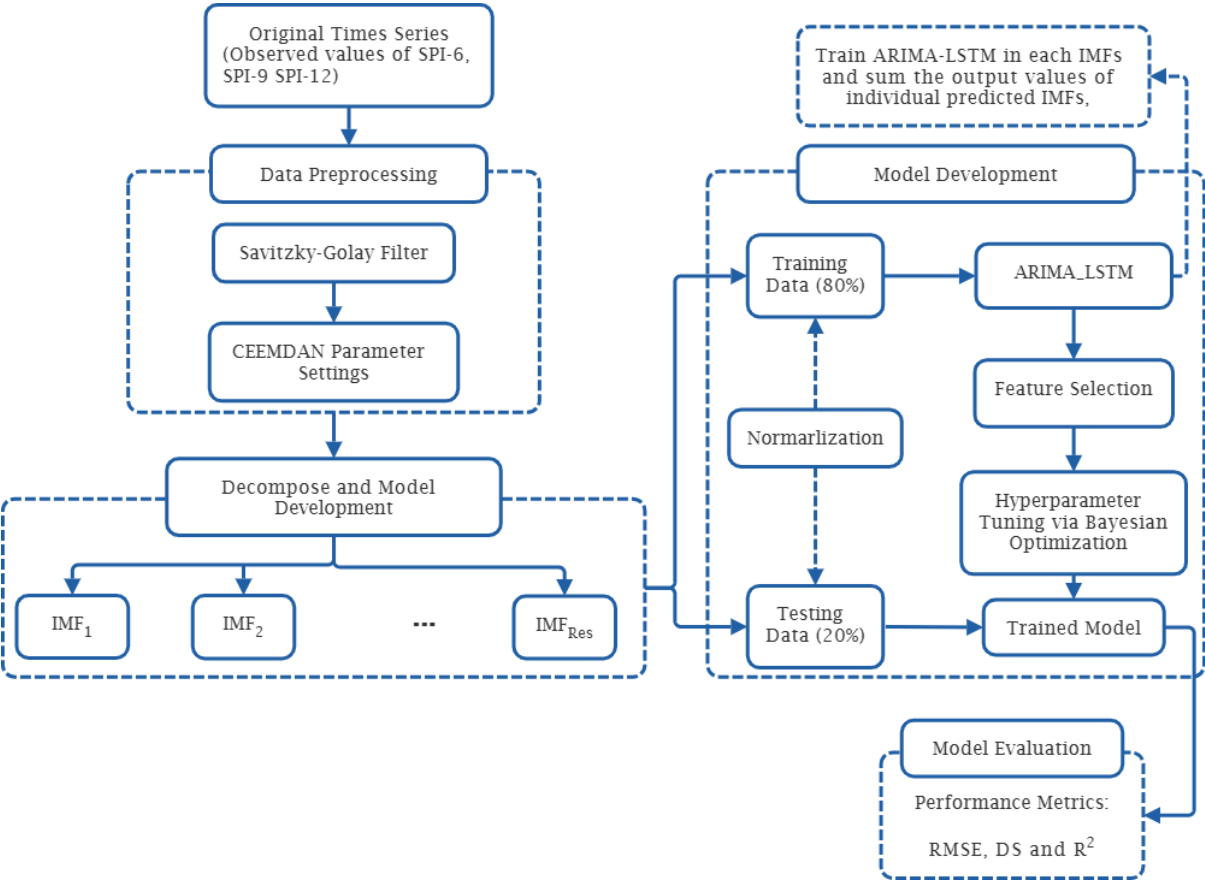 Original Times Series
(Observed values of SPI-6,
SPI-9 SPI-12)
Data Preprocessing
Savitzky-Golay Filter
CEEMDAN Parameter
Settings
Decompose and Model
Development
IMF1
IMF2
...
IMFRes
Train ARIMA-LSTM in each IMFs
and sum the output values of
individual predicted IMFs,
Model Development
Training
Data (80%)
ARIMA_LSTM
Feature Selection
Normarlization
Hyperparameter
Tuning via Bayesian
Optimization
Testing
Data (20%)
Trained Model
Model Evaluation
Performance Metrics:
RMSE, DS and R2